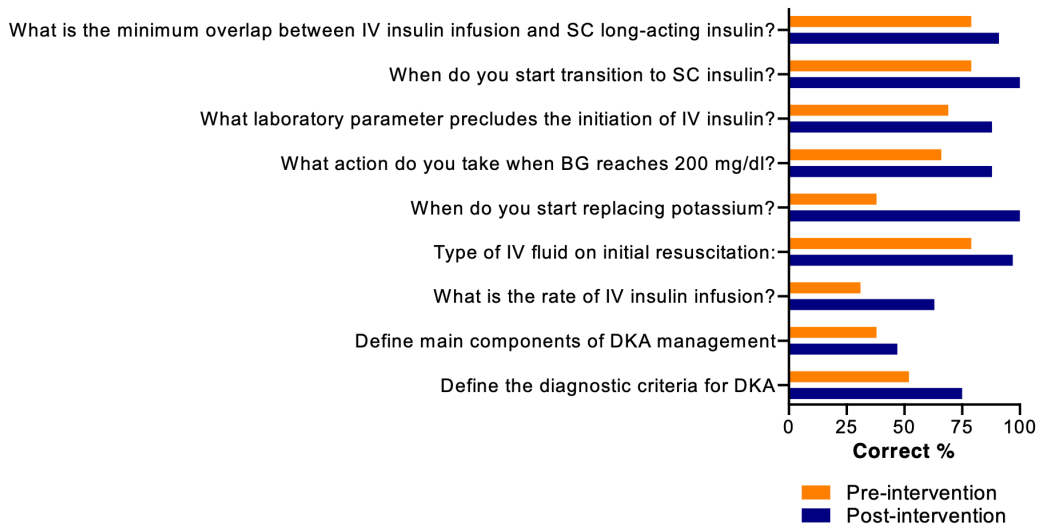 What is the minimum overlap between IV insulin infusion and SC long-acting insulin?
When do you start transition to SC insulin?
What laboratory parameter precludes the initiation of IV insulin?
What action do you take when BG reaches 200 mg/dl?
When do you start replacing potassium?
Type of IV fluid on initial resuscitation:
What is the rate of IV insulin infusion?
Define main components of DKA management
Define the diagnostic criteria for DKA
0 25 50 75 100
Correct %
Pre-intervention
Post-intervention